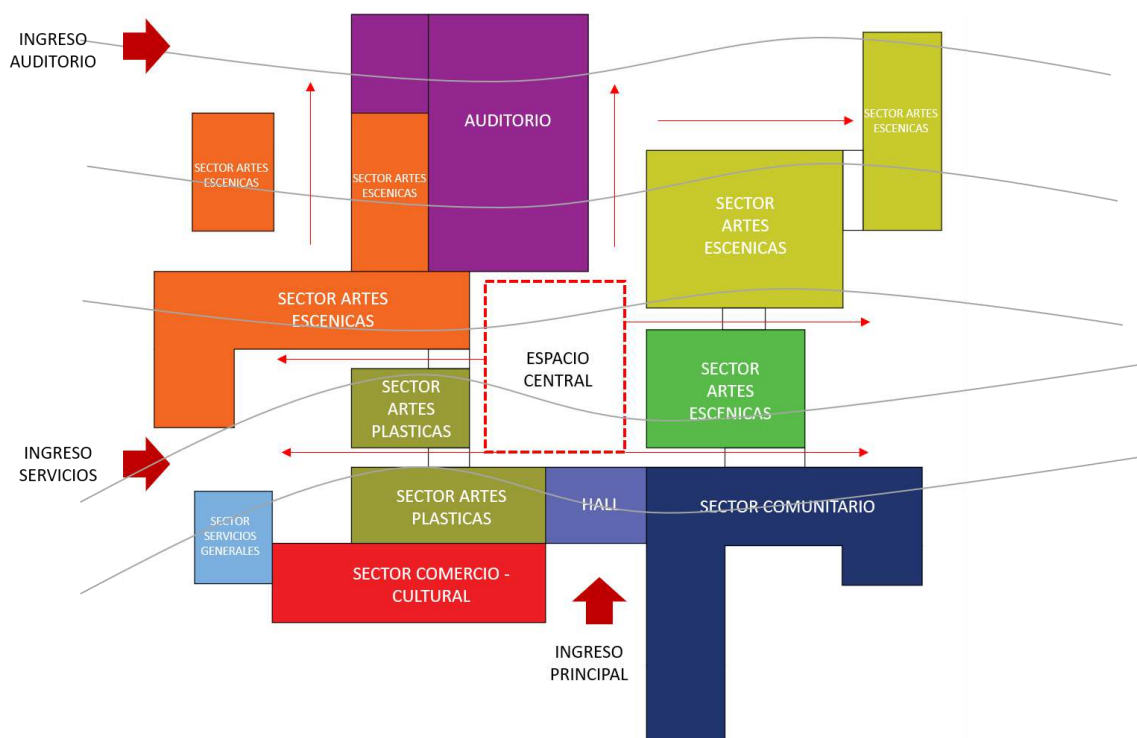 INGRESO
AUDITORIO
AUDITORIO
SECTOR ARTES
ESCENICAS
SECTOR ARTES
ESCENICAS
SECTOR ARTES
ESCENICAS
SECTOR
ARTES
ESCENICAS
SECTOR ARTES
ESCENICAS
ESPACIO
CENTRAL
SECTOR
ARTES
PLASTICAS
SECTOR
ARTES
ESCENICAS
INGRESO
SERVICIOS
SECTOR ARTES
PLASTICAS
HALL
SECTOR COMUNITARIO
SECTOR
SERVICIOS
GENERALES
SECTOR COMERCIO -
CULTURAL
INGRESO
PRINCIPAL